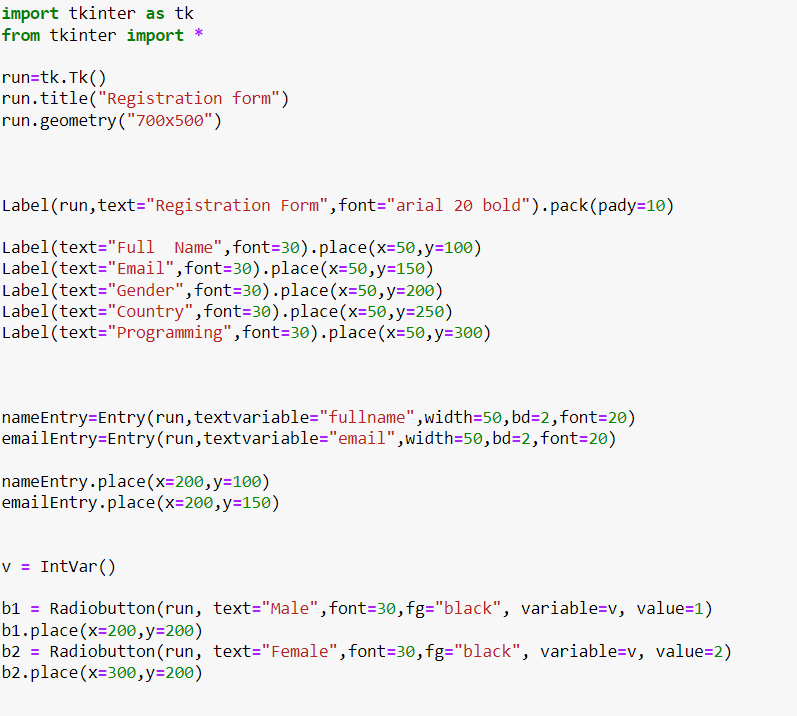 import tkinter as tk
from tkinter import *
run=tk.Tk()
run.title("Registration form")
run.geometry("700x500")
Label(run,text="Registration Form",font="arial 20 bold").pack(pady=10)
Label(text="Full  Name",font=30).place(x=50,y=100)
Label(text="Email",font=30).place(x=50,y=150)
Label(text="Gender",font=30).place(x=50,y=200)
Label(text="Country",font=30).place(x=50,y=250)
Label(text="Programming",font=30).place(x=50,y=300)
nameEntry=Entry(run,textvariable="fullname",width=50,bd=2,font=20)
emailEntry=Entry(run,textvariable="email",width=50,bd=2,font=20)
nameEntry.place(x=200,y=100)
emailEntry.place(x=200,y=150)
v = IntVar()
b1 = Radiobutton(run, text="Male",font=30,fg="black", variable=v, value=1)
b1.place(x=200,y=200)
b2 = Radiobutton(run, text="Female",font=30,fg="black", variable=v, value=2)
b2.place(x=300,y=200)